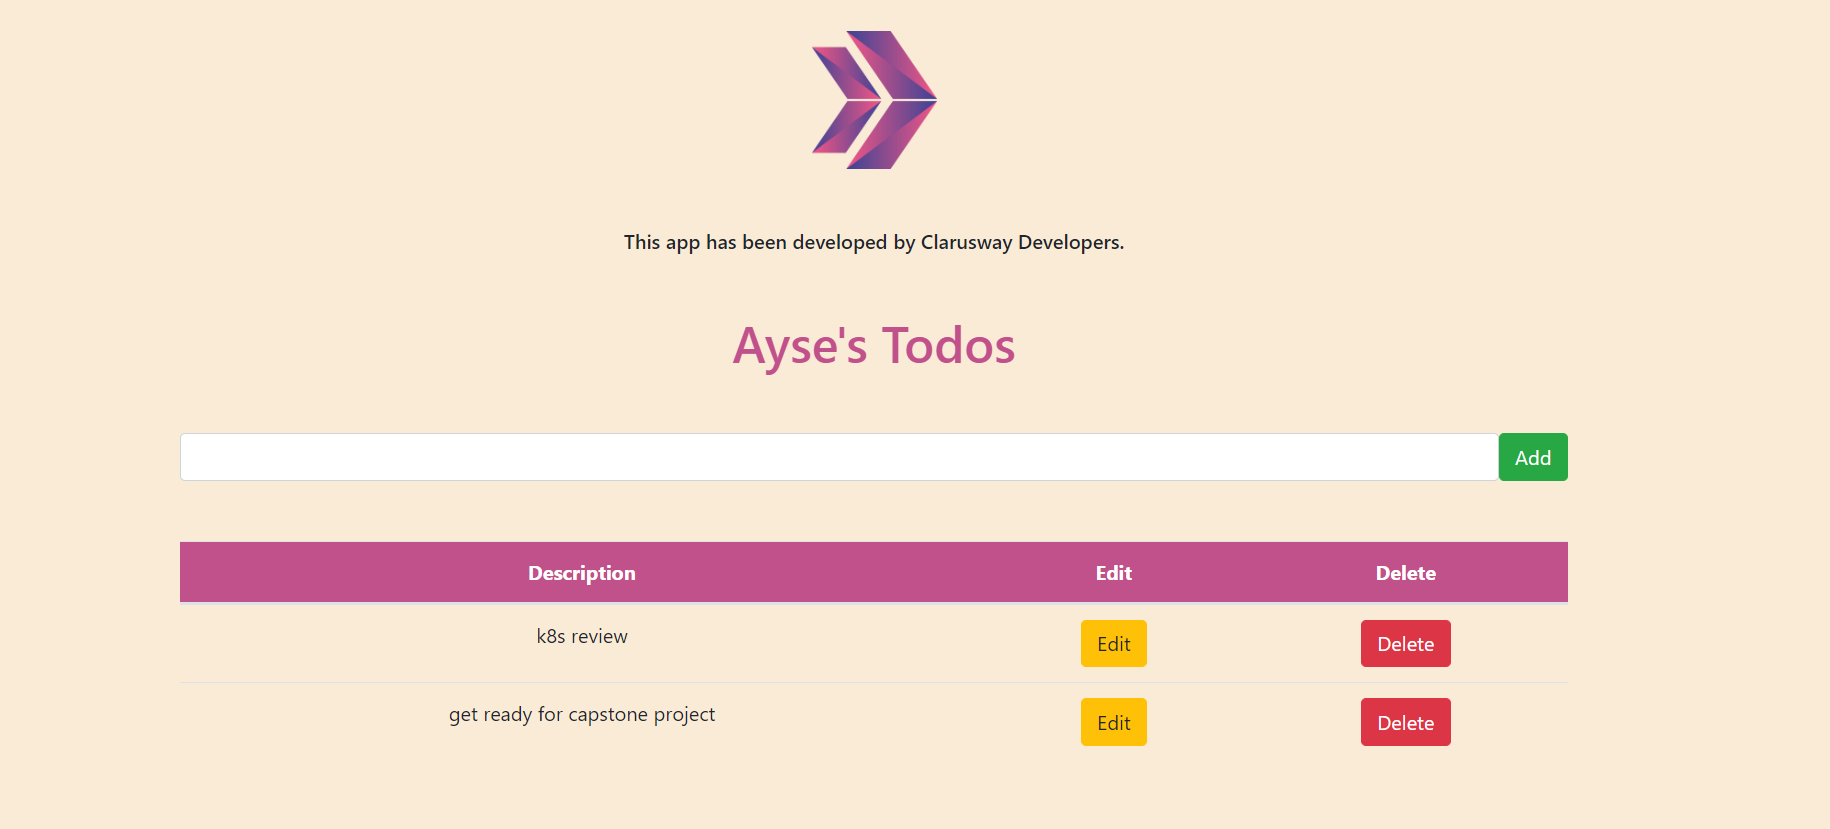 This app has been developed by Clarusway Developers.
Ayse's Todos
Add
Description Edit Delete
k8s review Edit Delete
get ready for capstone project Edit Delete